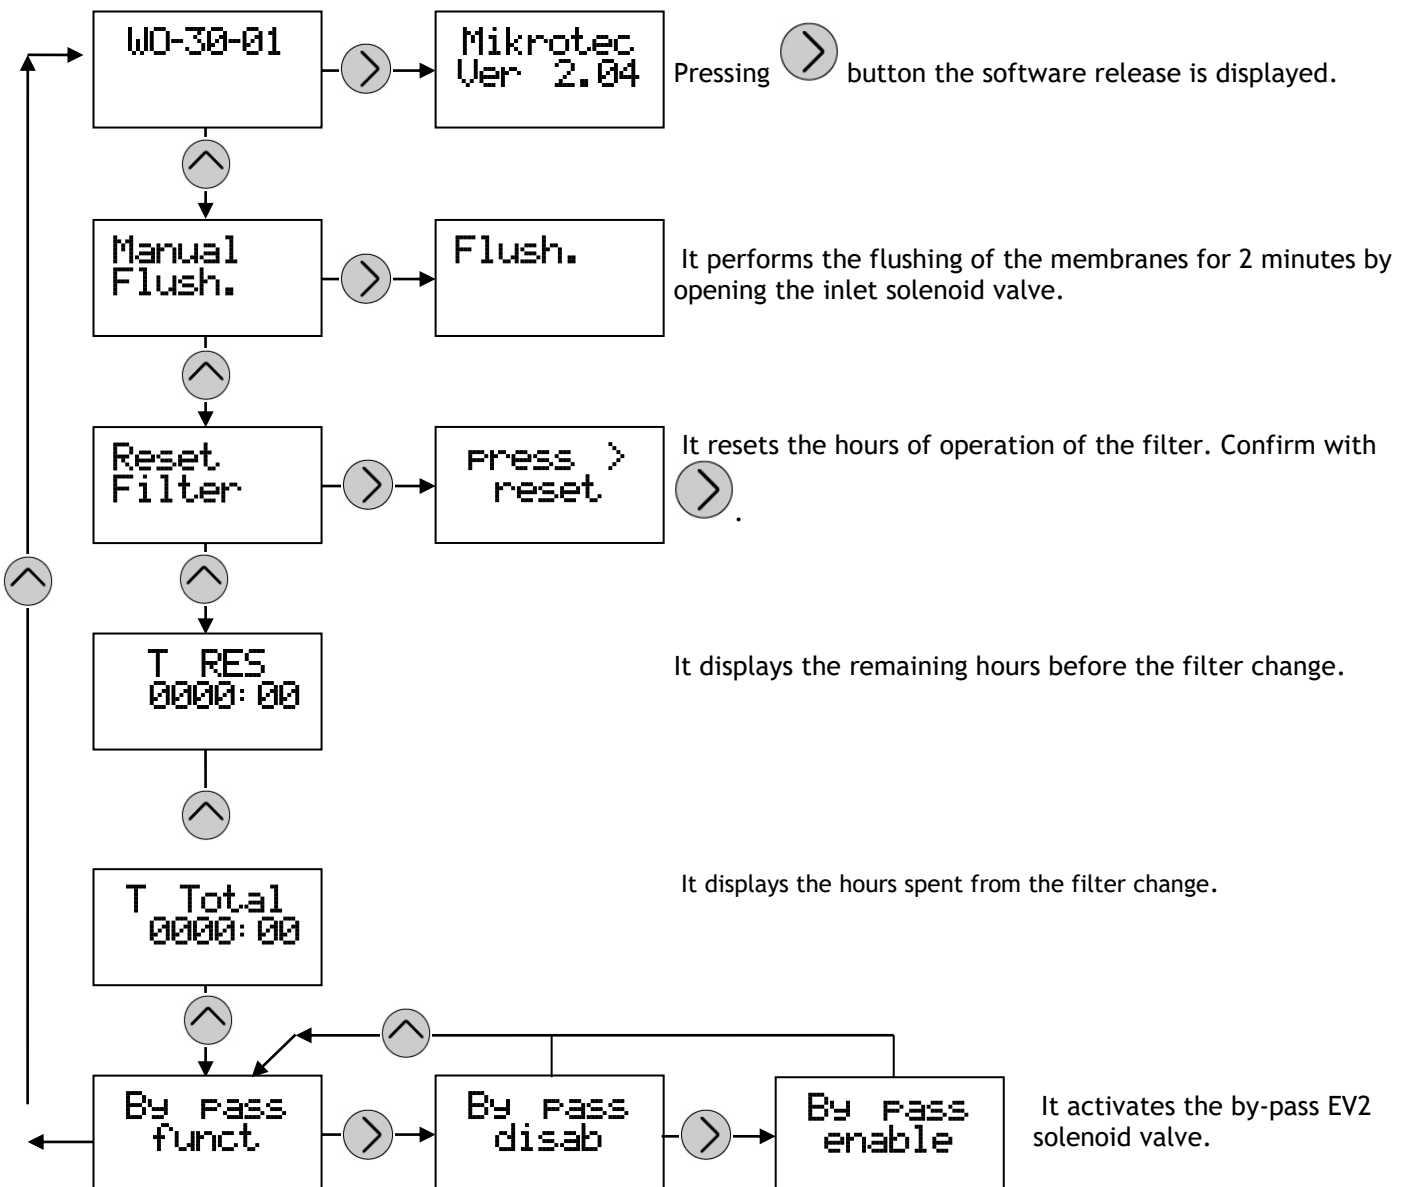 WO-30-01
Mikrotec
Ver 2.04
Pressing button the software release is displayed.
Manual
Flush.
Flush.
It performs the flushing of the membranes for 2 minutes by
opening the inlet solenoid valve.
Reset
Filter
press >
reset
It resets the hours of operation of the filter. Confirm with
.
T RES
0000:00
It displays the remaining hours before the filter change.
T Total
0000:00
It displays the hours spent from the filter change.
By pass
funct
By pass
disab
By pass
enable
It activates the by-pass EV2
solenoid valve.